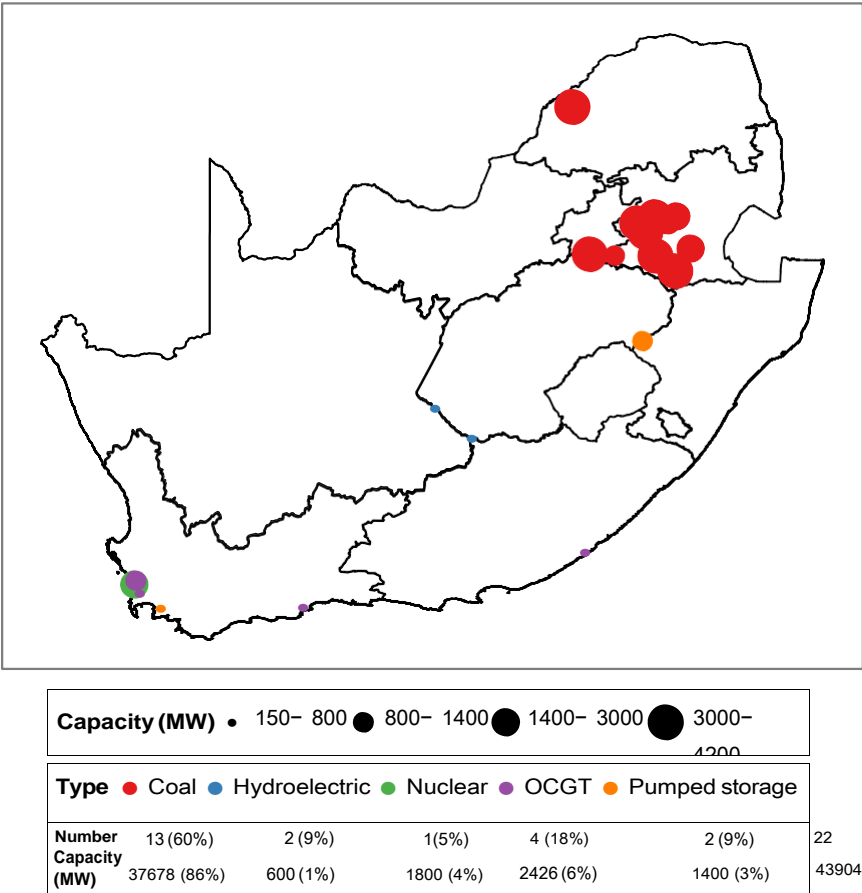 Capacity (MW) 150– 800 800– 1400 1400– 3000 3000–
4200
Type Coal Hydroelectric Nuclear OCGT Pumped storage
Number 13 (60%) 2 (9%) 1(5%) 4 (18%) 2 (9%) 22
Capacity
(MW) 37678 (86%) 600 (1%) 1800 (4%) 2426 (6%) 1400 (3%) 43904